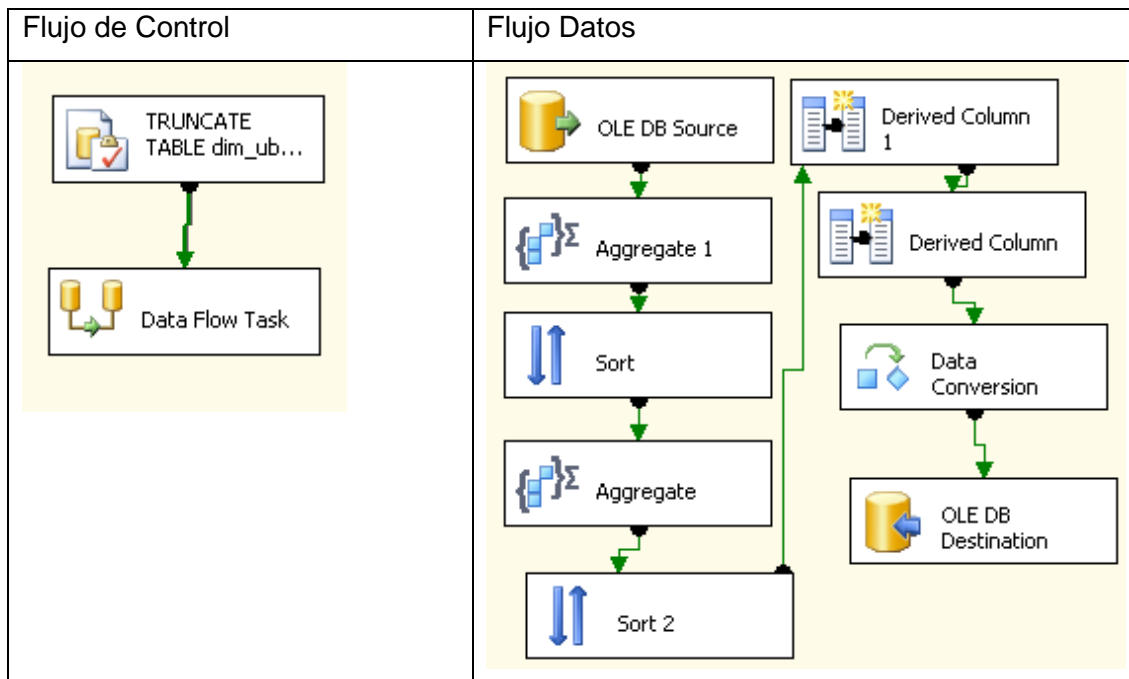 Flujo de Control
Flujo Datos
TRUNCATE
TABLE dim_ub...
Data Flow Task
OLE DB Source
Aggregate 1
Sort
Aggregate
Sort 2
Derived Column
1
Derived Column
Data
Conversion
OLE DB
Destination